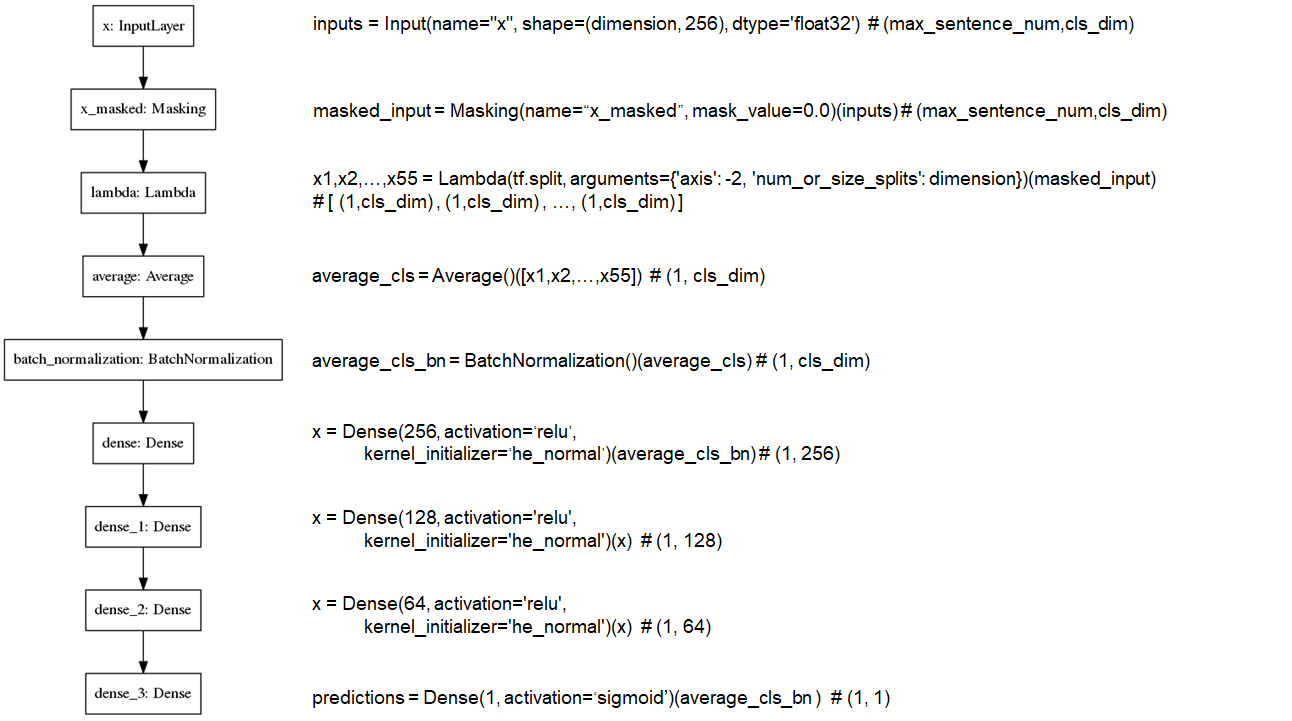 x: InputLayer
inputs = Input(name="x", shape=(dimension, 256), dtype='float32') # (max_sentence_num,cls_dim)
x_masked: Masking
masked_input = Masking(name=“x_masked”, mask_value=0.0)(inputs) # (max_sentence_num,cls_dim)
lambda: Lambda
x1,x2,…,x55 = Lambda(tf.split, arguments={'axis': -2, 'num_or_size_splits': dimension})(masked_input)
# [ (1,cls_dim) , (1,cls_dim) , …, (1,cls_dim) ]
average: Average
average_cls = Average()([x1,x2,…,x55]) # (1, cls_dim)
batch_normalization: BatchNormalization
average_cls_bn = BatchNormalization()(average_cls) # (1, cls_dim)
dense: Dense
x = Dense(256, activation=‘relu’,
kernel_initializer=‘he_normal’)(average_cls_bn) # (1, 256)
dense_1: Dense
x = Dense(128, activation='relu',
kernel_initializer='he_normal')(x) # (1, 128)
dense_2: Dense
x = Dense(64, activation='relu',
kernel_initializer='he_normal')(x) # (1, 64)
dense_3: Dense
predictions = Dense(1, activation=‘sigmoid’)(average_cls_bn ) # (1, 1)